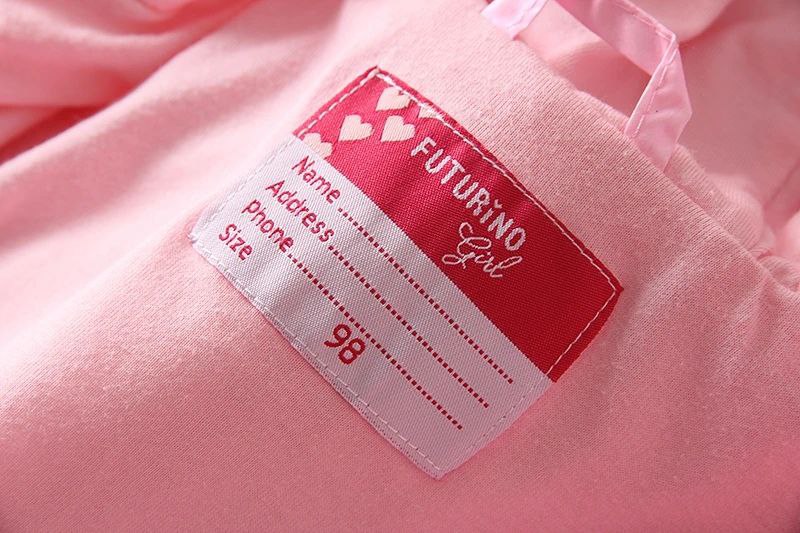 FUTURINO
Girl
Name ........................
Address ........................
phone ........................
Size 98